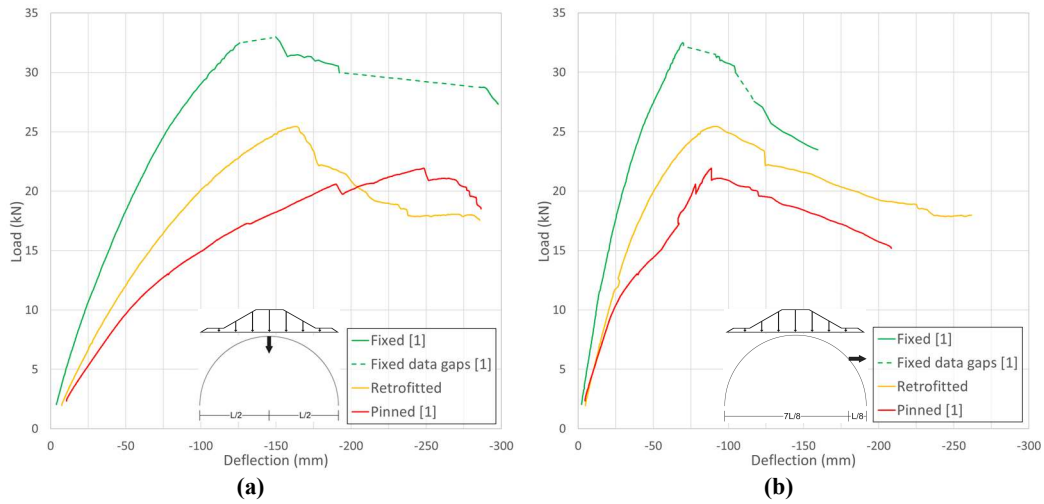 35
30
25
20
15
10
5
0
Load (kN)
0 -50 -100 -150 -200 -250 -300
Deflection (mm)
L/2 L/2
Fixed [1]
Fixed data gaps [1]
Retrofitted
Pinned [1]
(a)
35
30
25
20
15
10
5
0
Load (kN)
0 -50 -100 -150 -200 -250 -300
Deflection (mm)
7L/8 L/8
Fixed [1]
Fixed data gaps [1]
Retrofitted
Pinned [1]
(b)